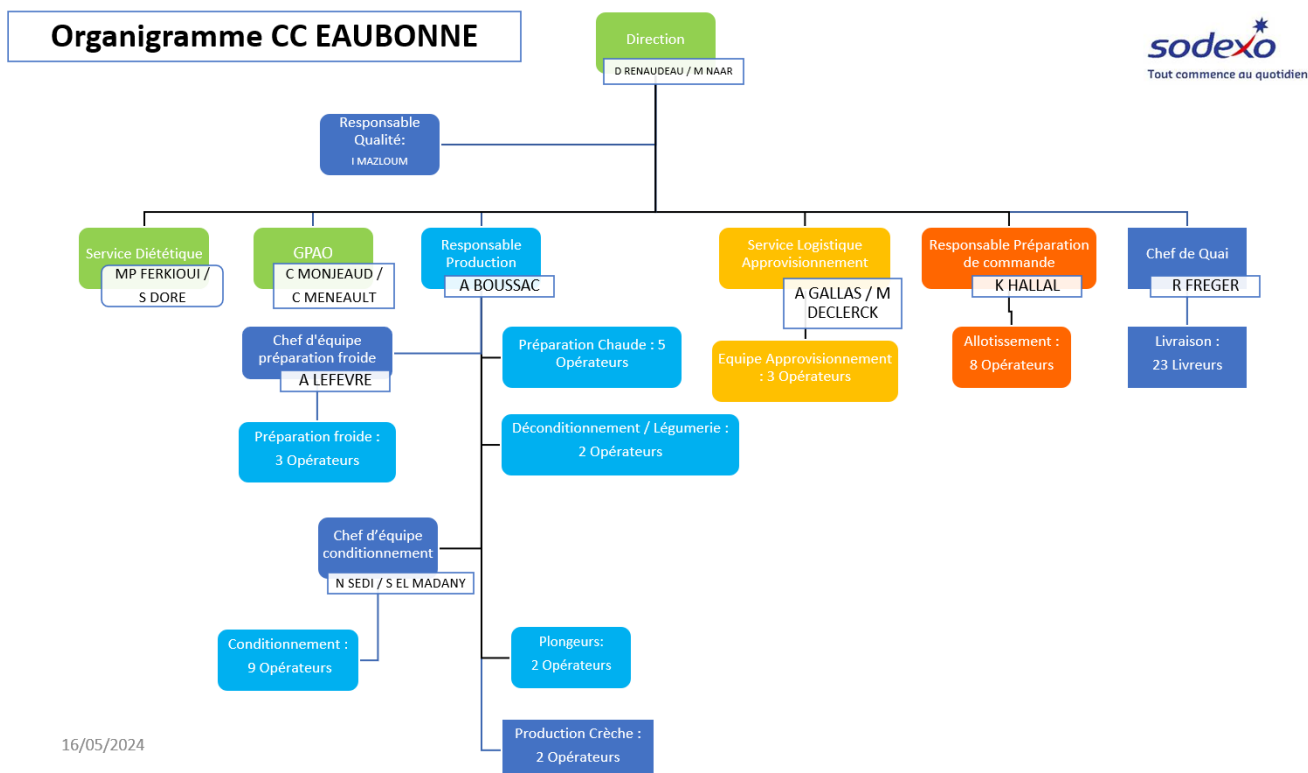 Organigramme CC EAUBONNE
Direction
D RENAUDEAU / M NAAR
sodexo
Tout commence au quotidien
Responsable
Qualité:
I MAZLOUM
Service Diététique
MP FERKIOUI /
S DORE
GPAO
C MONJEAUD /
C MENEAULT
Responsable
Production
A BOUSSAC
Service Logistique
Approvisionnement
A GALLAS / M
DECLERCK
Responsable Préparation
de commande
K HALLAL
Chef de Quai
R FREGER
Chef d'équipe
préparation froide
A LEFEVRE
Préparation Chaude : 5
Opérateurs
Equipe Approvisionnement
: 3 Opérateurs
Allotissement :
8 Opérateurs
Livraison :
23 Livreurs
Préparation froide :
3 Opérateurs
Déconditionnement / Légumerie :
2 Opérateurs
Chef d’équipe
conditionnement
N SEDI / S EL MADANY
Conditionnement :
9 Opérateurs
Plongeurs:
2 Opérateurs
Production Crèche :
2 Opérateurs
16/05/2024